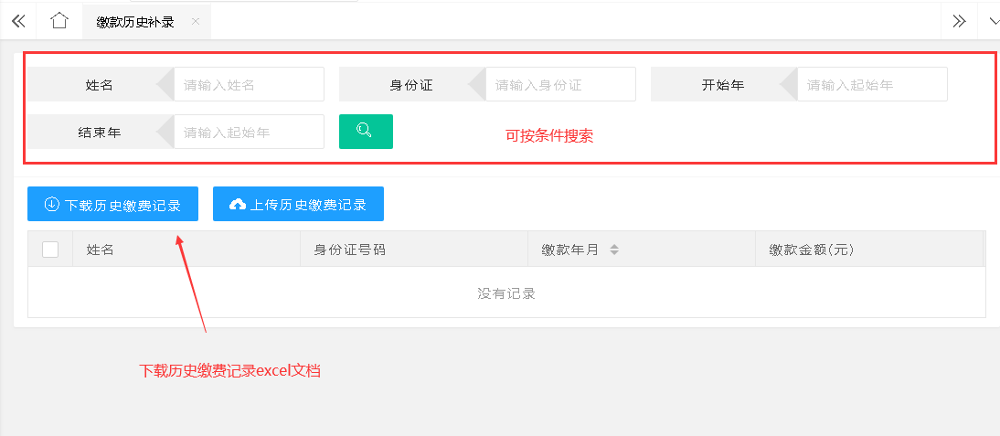 缴款历史补录
姓名 请输入姓名 身份证 请输入身份证 开始年 请输入起始年
结束年 请输入起始年 可按条件搜索
下载历史缴费记录 上传历史缴费记录
姓名 身份证号码 缴款年月 缴款金额(元)
没有记录
下载历史缴费记录excel文档